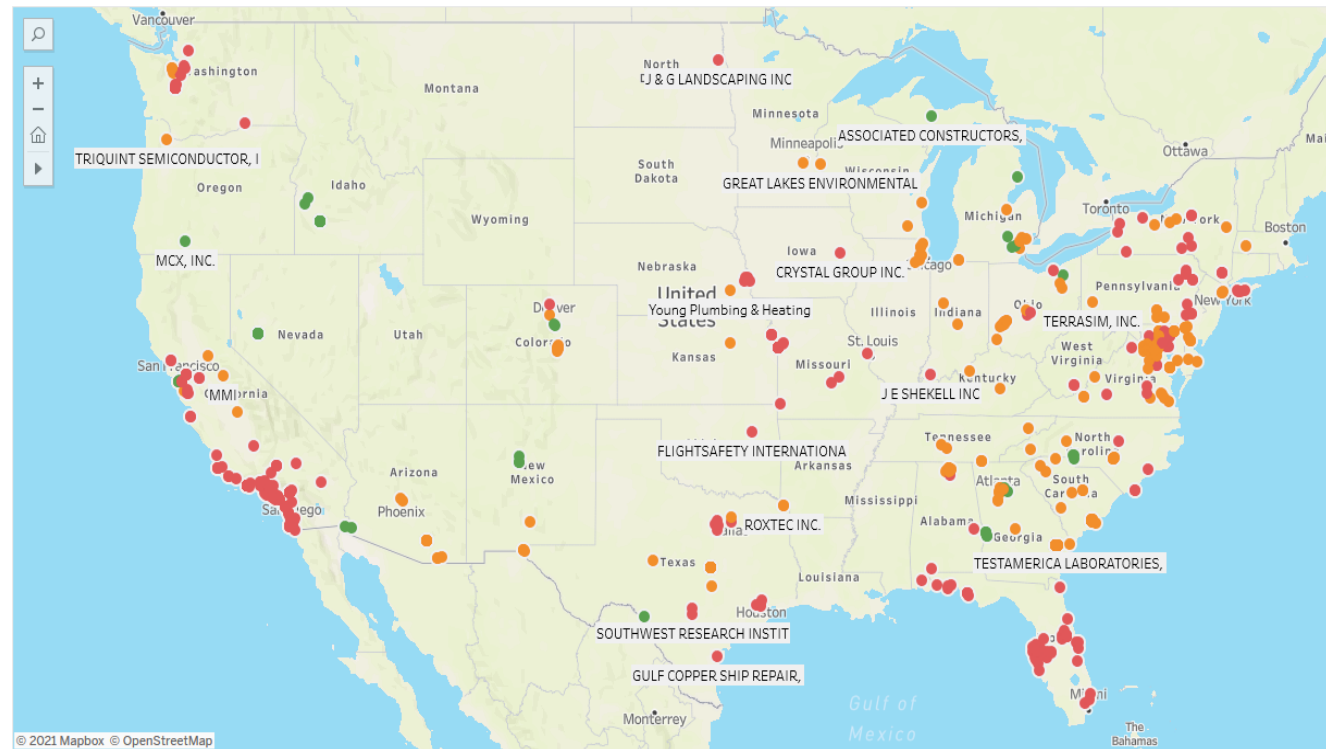 Vancouver
Washington
North
J & G LANDSCAPING INC
Montana
Minnesota
ASSOCIATED CONSTRUCTORS,
Minneapolis
Ottawa
TRIQUINT SEMICONDUCTOR, I
South
Dakota
Wisconsin
GREAT LAKES ENVIRONMENTAL
Oregon
Idaho
Michigan
Toronto
Wyoming
Boston
MCX, INC.
Iowa
CRYSTAL GROUP INC.
Nebraska
Pennsylvania
United
States
Young Plumbing & Heating
Denver
New York
Illinois
Indiana
Ohio
TERRASIM, INC.
Nevada
Utah
Colorado
Kansas
St. Louis
Missouri
West
Virginia
San Francisco
MMI
Kentucky
Virginia
J E SHEKELL INC
FLIGHTSAFETY INTERNATIONA
Tennessee
North
Arizona
New
Mexico
Arkansas
Atlanta
South
Phoenix
Mississippi
Alabama
Georgia
ROXTEC INC.
Texas
TESTAMERICA LABORATORIES,
Louisiana
Houston
SOUTHWEST RESEARCH INSTIT
GULF COPPER SHIP REPAIR,
Miami
Gulf of
Mexico
Monterrey
The
Bahamas
© 2021 Mapbox © OpenStreetMap